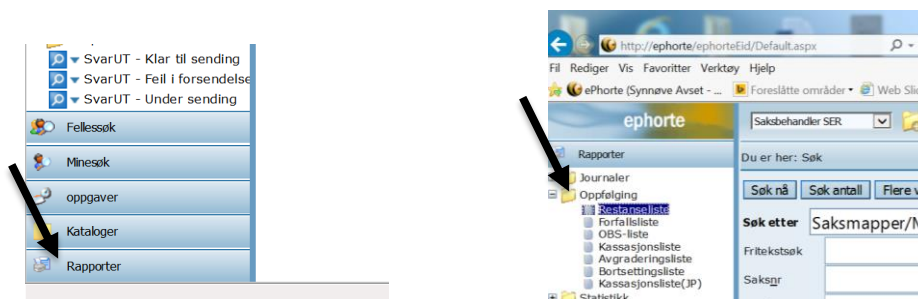 SvarUT - Klar til sending
SvarUT - Feil i forsendelse
SvarUT - Under sending
Fellessøk
Minesøk
oppgaver
Kataloger
Rapporter
http://ephorte/ephorteEid/Default.aspx
Fil Rediger Vis Favoritter Verktøy Hjelp
ePhorte (Synnøve Avset - ... Foreslåtte områder Web Slic
ephorte
Saksbehandler SER
Rapporter
Du er her: Søk
Journaler
Oppfølging
Restanseliste
Forfallsliste
OBS-liste
Kassasjonsliste
Avgraderingsliste
Bortsettingsliste
Kassasjonsliste(JP)
Statistikk
Søk nå Søk antall Flere v
Søk etter Saksmapper/M
Fritekstsøk
Saksnr